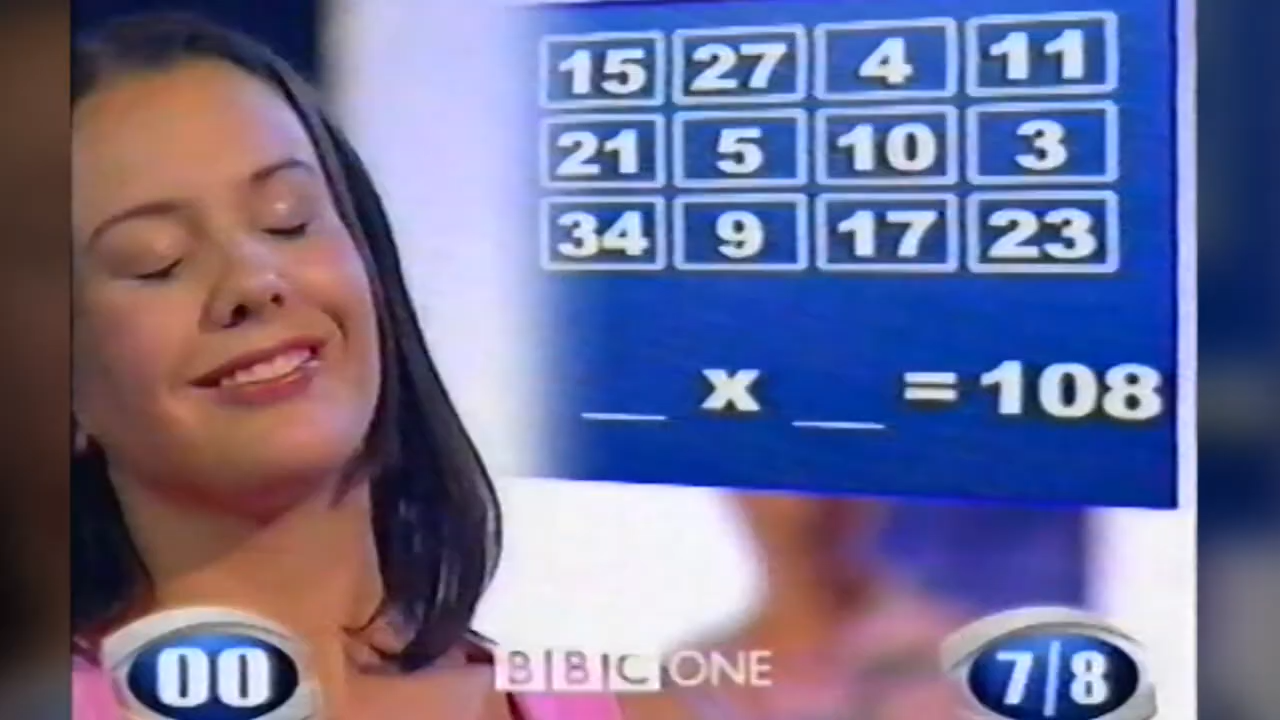 15 27 4 11
21 5 10 3
34 9 17 23
__ x __ = 108
00 BBC ONE 7/8